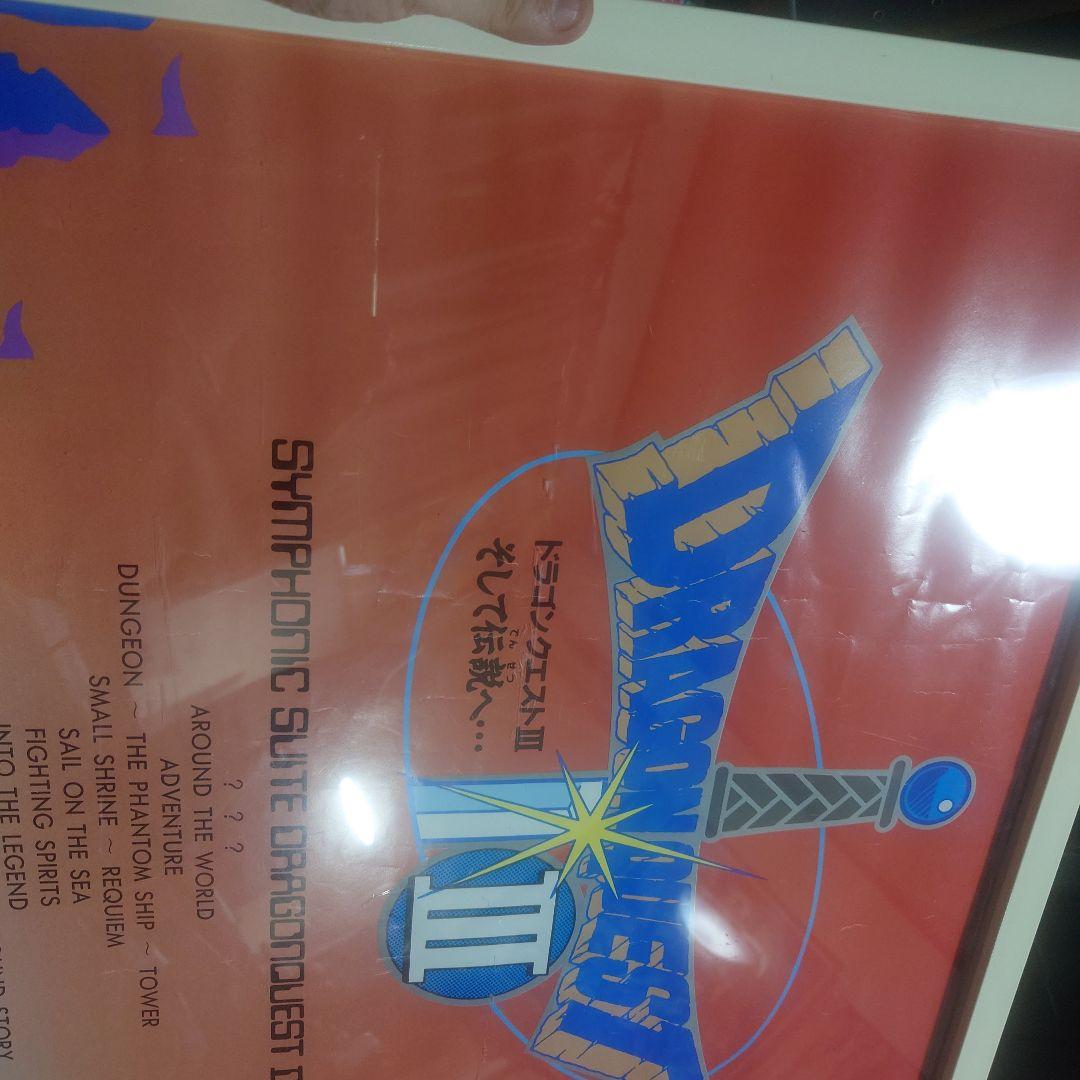 DRAGON QUEST
III
ドラゴンクエストIII
でんせつ
そして伝説へ…
SYMPHONIC SUITE DRAGONQUEST
? ? ?
AROUND THE WORLD
ADVENTURE
DUNGEON ~ THE PHANTOM SHIP ~ TOWER
SMALL SHRINE ~ REQUIEM
SAIL ON THE SEA
FIGHTING SPIRITS
INTO THE LEGEND
STORY